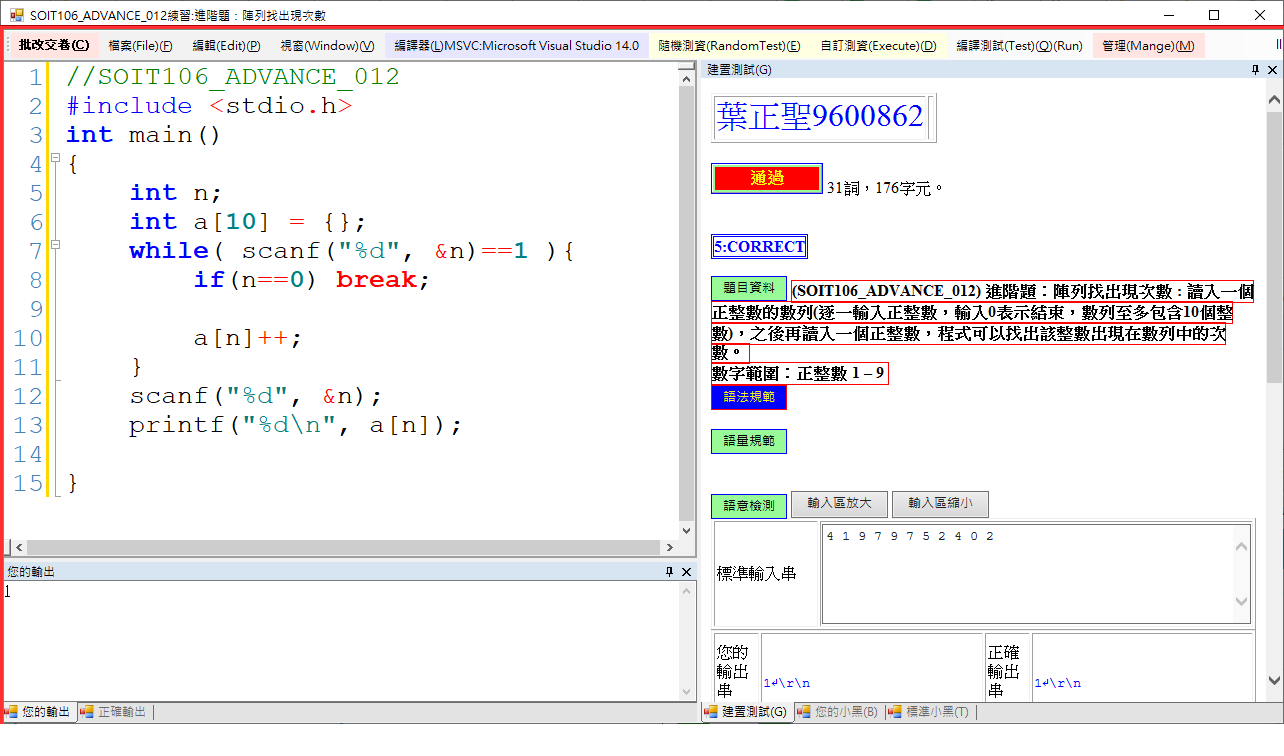 SOIT106_ADVANCE_012練習:進階題：陣列找出現次數
批改交卷(C) 檔案(File)(F) 編輯(Edit)(P) 視窗(Window)(V) 編譯器(L)MSVC:Microsoft Visual Studio 14.0 隨機測資(RandomTest)(E) 自訂測資(Execute)(D) 編譯測試(Test)(Q)(Run) 管理(Mange)(M)
1 //SOIT106_ADVANCE_012
2 #include <stdio.h>
3 int main()
4 {
5 int n;
6 int a[10] = {};
7 while( scanf("%d", &n)==1 ){
8 if(n==0) break;
9
10 a[n]++;
11 }
12 scanf("%d", &n);
13 printf("%d\n", a[n]);
14
15 }
您的輸出
1
您的輸出 正確輸出
建置測試(G)
葉正聖9600862
通過 31詞，176字元。
5:CORRECT
題目資料 (SOIT106_ADVANCE_012) 進階題：陣列找出現次數 : 讀入一個
正整數的數列(逐一輸入正整數，輸入0表示結束，數列至多包含10個整
數)，之後再讀入一個正整數，程式可以找出該整數出現在數列中的次
數。
數字範圍：正整數 1 – 9
語法規範
語量規範
語意檢測 輸入區放大 輸入區縮小
標準輸入串
4 1 9 7 9 7 5 2 4 0 2
您的
輸出
串
1↲\r\n
正確
輸出
串
1↲\r\n
建置測試(G) 您的小黑(B) 標準小黑(T)